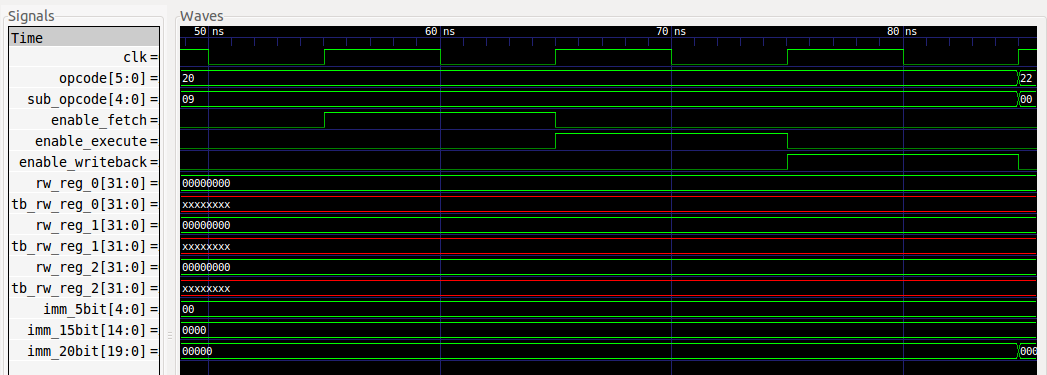 Signals
Waves
Time
50 ns
60 ns
70 ns
80 ns
clk=
opcode[5:0] =
20
22
sub_opcode[4:0] =
09
00
enable_fetch=
enable_execute=
enable_writeback=
rw_reg_0[31:0] =
00000000
tb_rw_reg_0[31:0] =
xxxxxxxx
rw_reg_1[31:0] =
00000000
tb_rw_reg_1[31:0] =
xxxxxxxx
rw_reg_2[31:0] =
00000000
tb_rw_reg_2[31:0] =
xxxxxxxx
imm_5bit[4:0] =
00
imm_15bit[14:0] =
0000
imm_20bit[19:0] =
00000
000